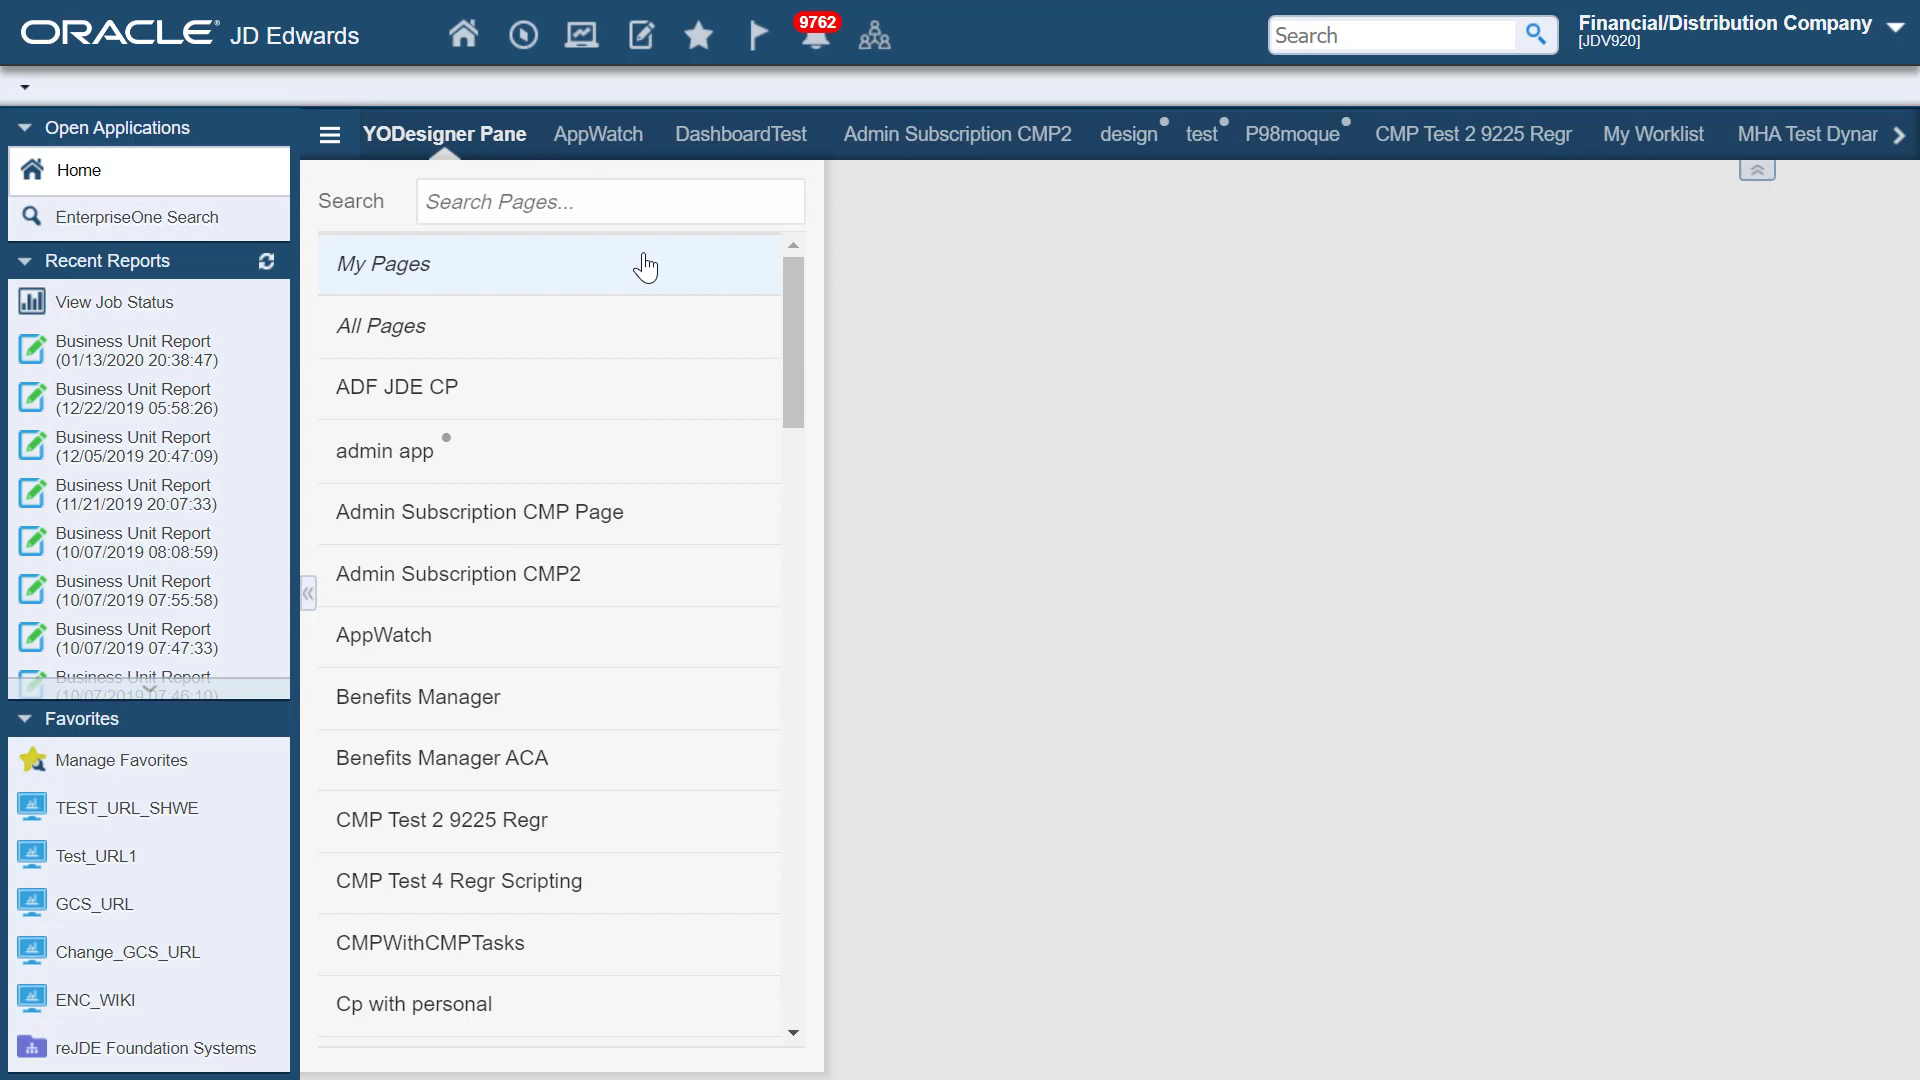 ORACLE® JD Edwards
9762
Search
Financial/Distribution Company
[JDV920]
Open Applications
Home
EnterpriseOne Search
Recent Reports
View Job Status
Business Unit Report
(01/13/2020 20:38:47)
Business Unit Report
(12/22/2019 05:58:26)
Business Unit Report
(12/05/2019 20:47:09)
Business Unit Report
(11/21/2019 20:07:33)
Business Unit Report
(10/07/2019 08:08:59)
Business Unit Report
(10/07/2019 07:55:58)
Business Unit Report
(10/07/2019 07:47:33)
Business Unit Report
(10/07/2019 07:46:10)
Favorites
Manage Favorites
TEST_URL_SHWE
Test_URL1
GCS_URL
Change_GCS_URL
ENC_WIKI
reJDE Foundation Systems
YODesigner Pane AppWatch DashboardTest Admin Subscription CMP2 design test P98moque CMP Test 2 9225 Regr My Worklist MHA Test Dynar
Search Search Pages...
My Pages
All Pages
ADF JDE CP
admin app
Admin Subscription CMP Page
Admin Subscription CMP2
AppWatch
Benefits Manager
Benefits Manager ACA
CMP Test 2 9225 Regr
CMP Test 4 Regr Scripting
CMPWithCMPTasks
Cp with personal